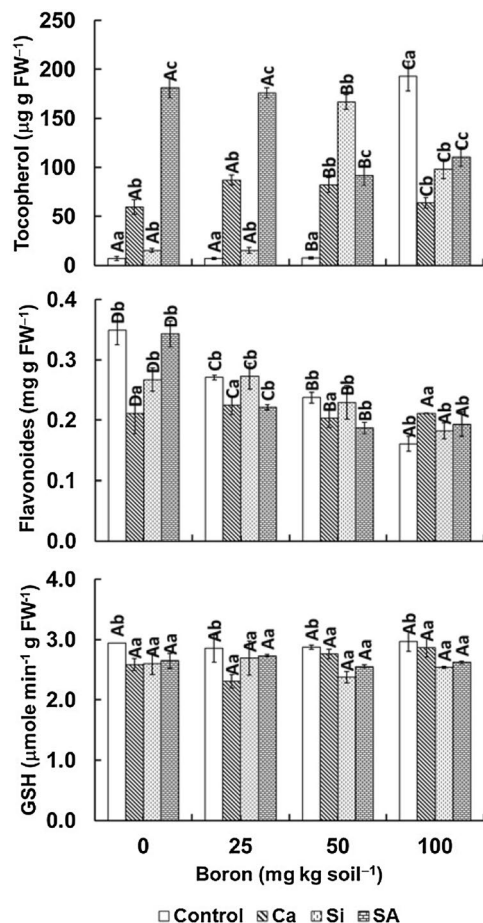 250
200
150
100
50
0
Tocopherol (µg g FW⁻¹)
Aa Ab Ab Ac
Aa Ab Ab Ac
Ba Bb Bb Bc
Ca Cb Cb Cc
0.4
0.3
0.2
0.1
0.0
Flavonoides (mg g FW⁻¹)
Db Da Db Db
Cb Ca Cb Cb
Bb Ba Bb Bb
Ab Aa Ab Ab
4.0
3.0
2.0
1.0
0.0
GSH (µmole min⁻¹ g FW⁻¹)
Ab Aa Aa Aa
Ab Aa Aa Aa
Ab Aa Aa Aa
Ab Aa Aa Aa
0 25 50 100
Boron (mg kg soil⁻¹)
Control Ca Si SA